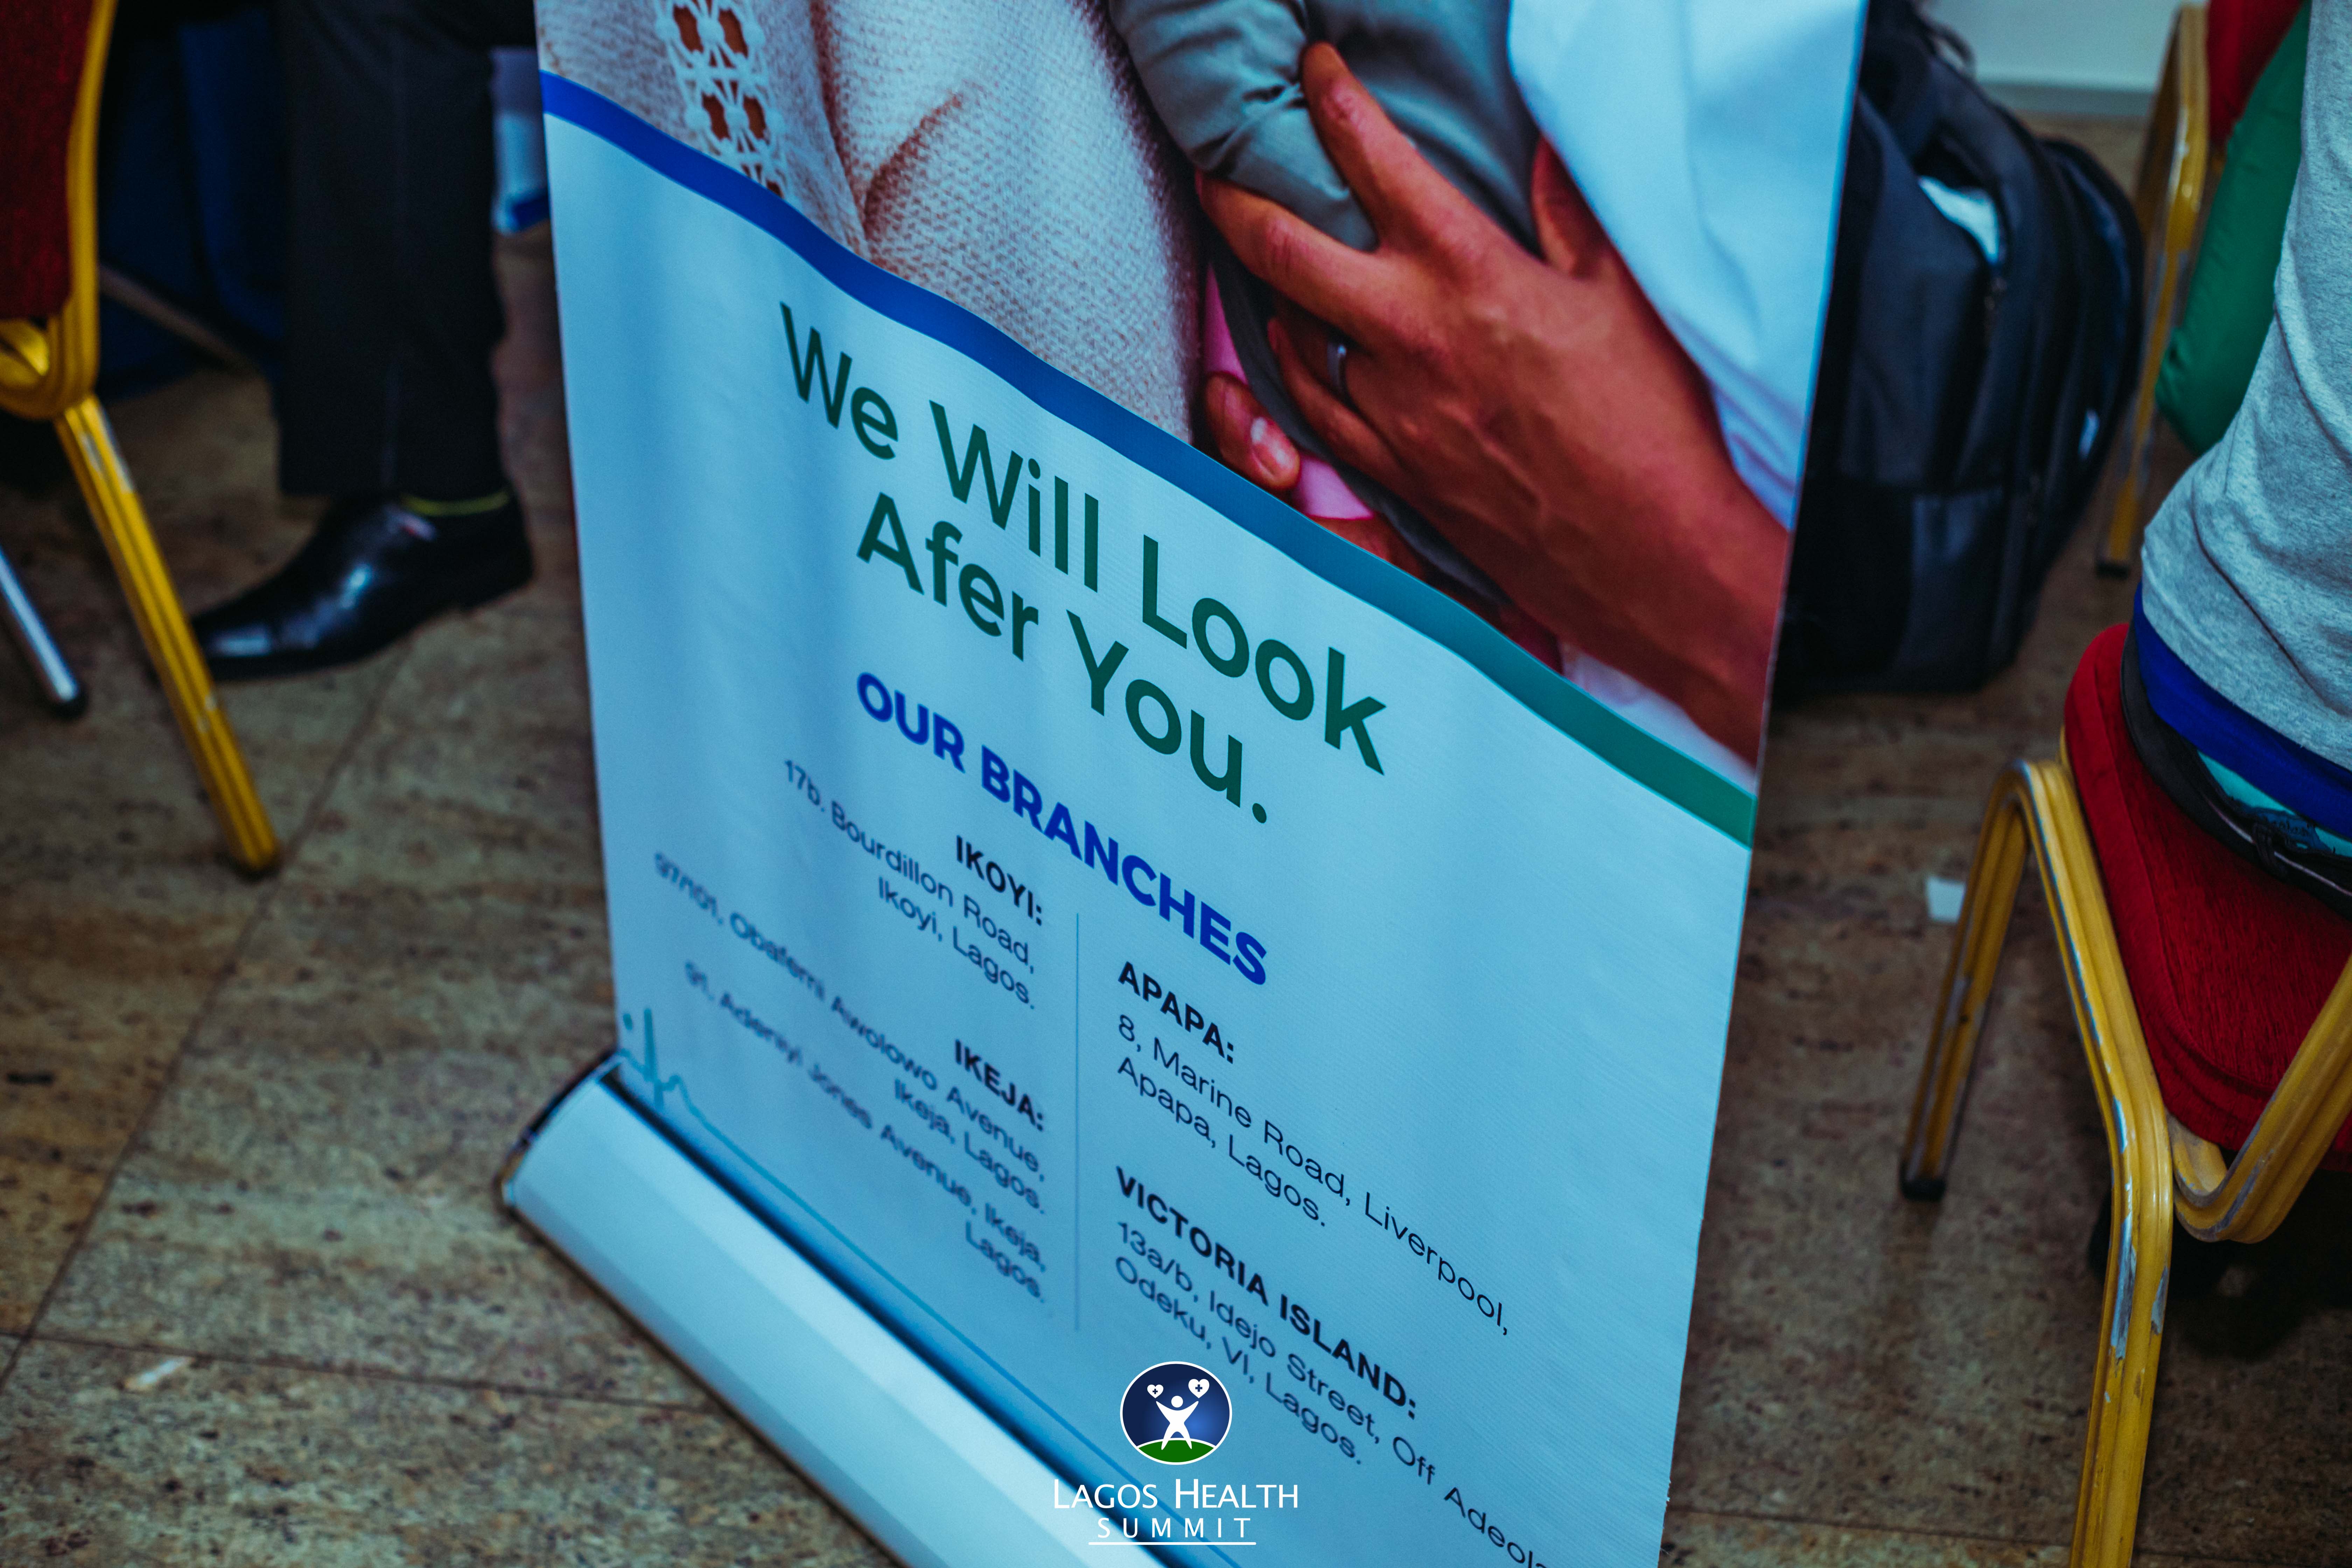 We Will Look
Afer You.
OUR BRANCHES
IKOYI:
17b. Bourdillon Road,
Ikoyi, Lagos.
IKEJA:
97/101, Obafemi Awolowo Avenue,
Ikeja, Lagos.
91, Adeniyi Jones Avenue, Ikeja,
Lagos.
APAPA:
8, Marine Road, Liverpool,
Apapa, Lagos.
VICTORIA ISLAND:
13a/b, Idejo Street, Off Adeola
Odeku, VI, Lagos.
LAGOS HEALTH
SUMMIT